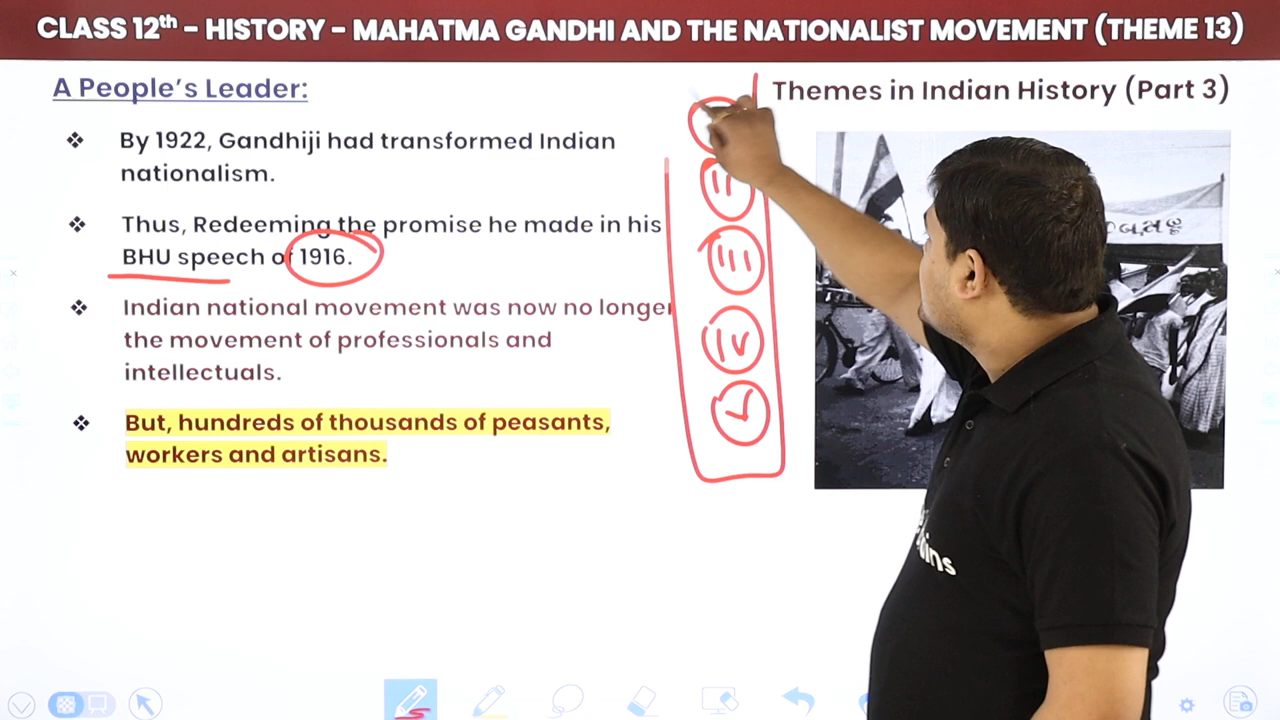 CLASS 12th – HISTORY – MAHATMA GANDHI AND THE NATIONALIST MOVEMENT (THEME 13)
A People's Leader:
Themes in Indian History (Part 3)
❖ By 1922, Gandhiji had transformed Indian
nationalism.
❖ Thus, Redeeming the promise he made in his
BHU speech of 1916.
❖ Indian national movement was now no longer
the movement of professionals and
intellectuals.
❖ But, hundreds of thousands of peasants,
workers and artisans.